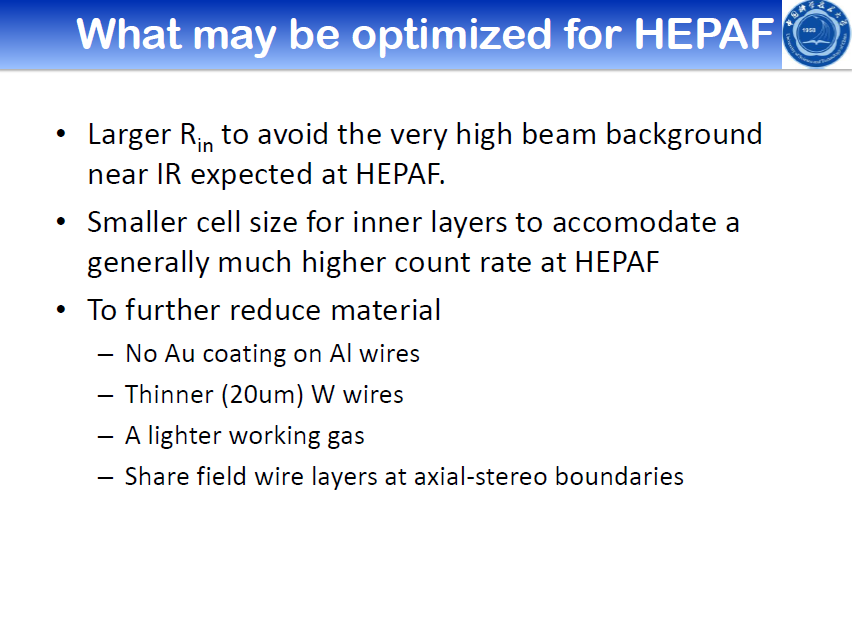 What may be optimized for HEPAF
1958
• Larger Rin to avoid the very high beam background
near IR expected at HEPAF.
• Smaller cell size for inner layers to accomodate a
generally much higher count rate at HEPAF
• To further reduce material
– No Au coating on Al wires
– Thinner (20um) W wires
– A lighter working gas
– Share field wire layers at axial-stereo boundaries